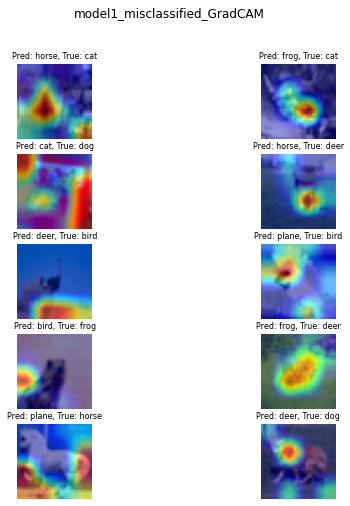 model1_misclassified_GradCAM
Pred: horse, True: cat
Pred: frog, True: cat
Pred: cat, True: dog
Pred: horse, True: deer
Pred: deer, True: bird
Pred: plane, True: bird
Pred: bird, True: frog
Pred: frog, True: deer
Pred: plane, True: horse
Pred: deer, True: dog